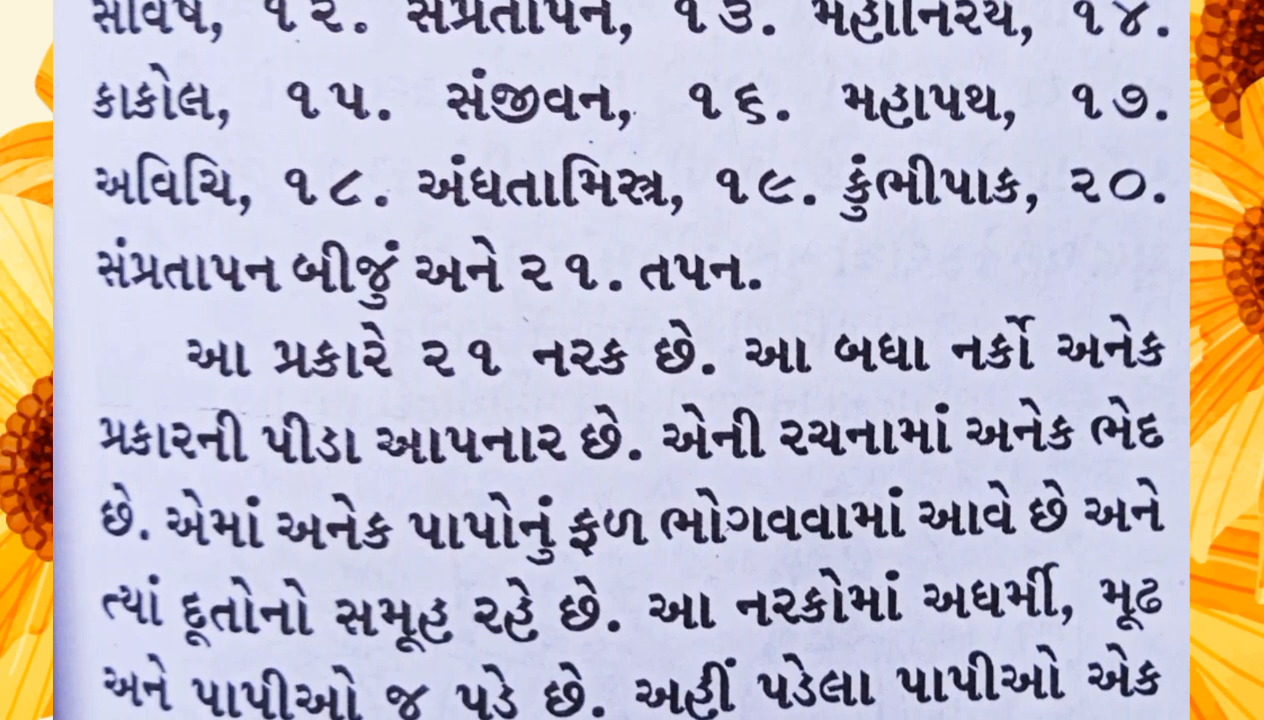 સવિષ, ૧૨. સંપ્રતાપન, ૧૩. મહાનિરય, ૧૪.
કાકોલ, ૧૫. સંજીવન, ૧૬. મહાપથ, ૧૭.
અવિચિ, ૧૮. અંધતામિસ્ત્ર, ૧૯. કુંભીપાક, ૨૦.
સંપ્રતાપન બીજું અને ૨૧. તપન.
આ પ્રકારે ૨૧ નરક છે. આ બધા નર્કો અનેક
પ્રકારની પીડા આપનાર છે. એની રચનામાં અનેક ભેદ
છે. એમાં અનેક પાપોનું ફળ ભોગવવામાં આવે છે અને
ત્યાં દૂતોનો સમૂહ રહે છે. આ નરકોમાં અધર્મી, મૂઢ
અને પાપીઓ જ પડે છે. અહીં પડેલા પાપીઓ એક